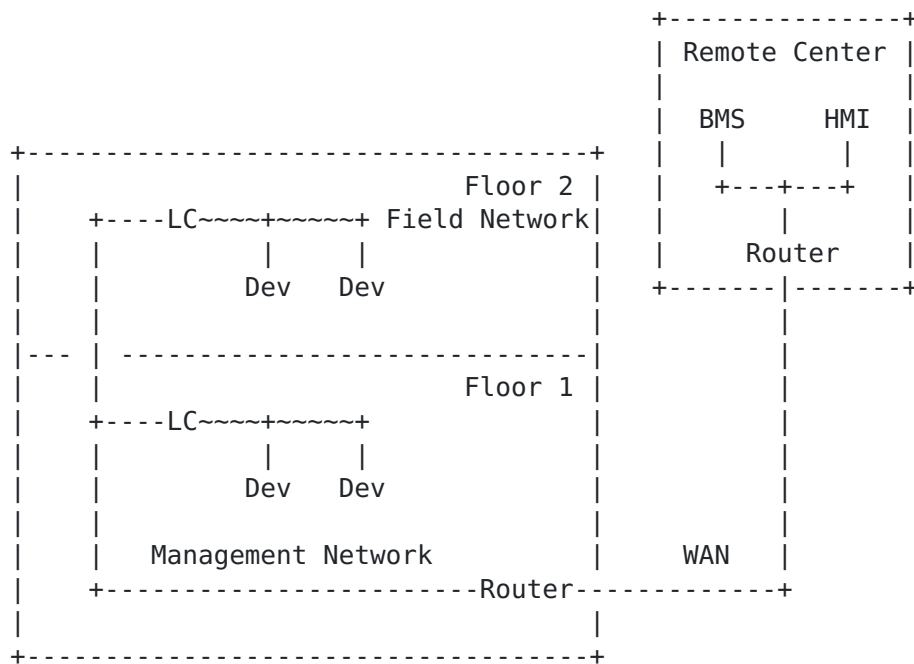 Remote Center
BMS HMI
Floor 2
LC Field Network
Router
Dev Dev
Floor 1
LC
Dev Dev
Management Network WAN
Router